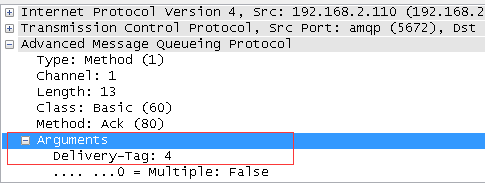 Internet Protocol Version 4, Src: 192.168.2.110 (192.168.2
Transmission Control Protocol, Src Port: amqp (5672), Dst
Advanced Message Queueing Protocol
Type: Method (1)
Channel: 1
Length: 13
Class: Basic (60)
Method: Ack (80)
Arguments
Delivery-Tag: 4
.... ...0 = Multiple: False